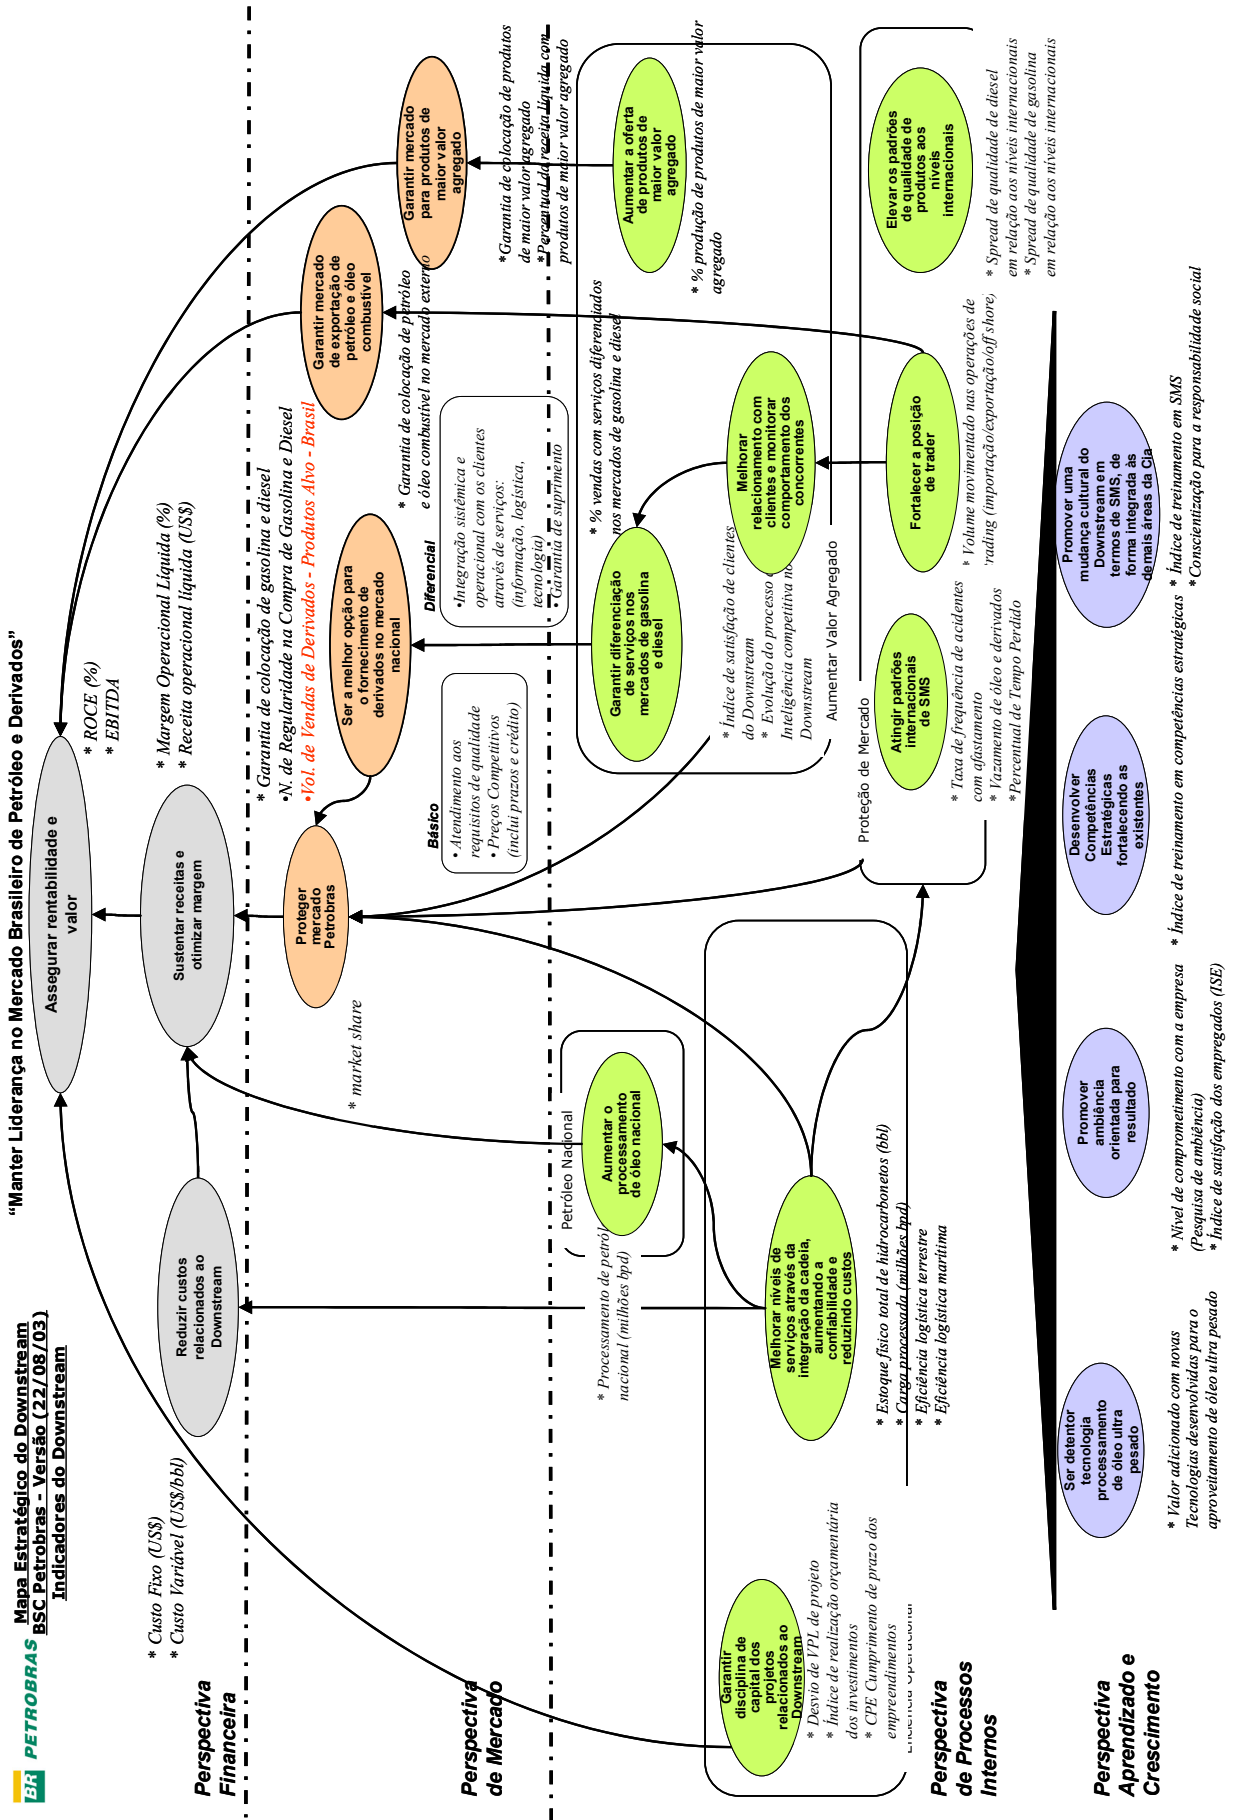 BR PETROBRAS
Mapa Estratégico do Downstream
BSC Petrobras - Versão (22/08/03)
Indicadores do Downstream
“Manter Liderança no Mercado Brasileiro de Petróleo e Derivados”
Perspectiva
Financeira
Assegurar rentabilidade e
valor
* ROCE (%)
* EBITDA
* Custo Fixo (US$)
* Custo Variável (US$/bbl)
Reduzir custos
relacionados ao
Downstream
Sustentar receitas e
otimizar margem
* Margem Operacional Líquida (%)
* Receita operacional líquida (US$)
Perspectiva
de Mercado
* market share
Proteger
mercado
Petrobras
* Garantia de colocação de gasolina e diesel
•N. de Regularidade na Compra de Gasolina e Diesel
•Vol. de Vendas de Derivados - Produtos Alvo - Brasil
Ser a melhor opção para
o fornecimento de
derivados no mercado
nacional
Garantir mercado
de exportação de
petróleo e óleo
combustível
* Garantia de colocação de petróleo
e óleo combustível no mercado externo
Garantir mercado
para produtos de
maior valor
agregado
*Garantia de colocação de produtos
de maior valor agregado
*Percentual da receita líquida com
produtos de maior valor agregado
Básico
• Atendimento aos
requisitos de qualidade
• Preços Competitivos
(inclui prazos e crédito)
Diferencial
•Integração sistêmica e
operacional com os clientes
através de serviços:
(informação, logística,
tecnologia)
• Garantia de suprimento
Perspectiva
de Processos
Internos
Garantir
disciplina de
capital dos
projetos
relacionados ao
Downstream
* Desvio de VPL de projeto
* Índice de realização orçamentária
dos investimentos
* CPE Cumprimento de prazo dos
empreendimentos
Petróleo Nacional
Aumentar o
processamento
de óleo nacional
* Processamento de
nacional (milhões bpd)
Melhorar níveis de
serviços através da
integração da cadeia,
aumentando a
confiabilidade e
reduzindo custos
* Estoque físico total de hidrocarbonetos (bbl)
* Carga processada (milhões bpd)
* Eficiência logística terrestre
* Eficiência logística marítima
Garantir diferenciação
de serviços nos
mercados de gasolina
e diesel
* % vendas com serviços diferenciados
nos mercados de gasolina e diesel
Aumentar a oferta
de produtos de
maior valor
agregado
* % produção de produtos de maior valor
agregado
Melhorar
relacionamento com
clientes e monitorar
comportamento dos
concorrentes
* Índice de satisfação de clientes
do Downstream
* Evolução do processo
Inteligência competitiva no
Downstream
Aumentar Valor Agregado
Proteção de Mercado
Atingir padrões
internacionais
de SMS
* Taxa de frequência de acidentes
com afastamento
* Vazamento de óleo e derivados
*Percentual de Tempo Perdido
Fortalecer a posição
de trader
* Volume movimentado nas operações de
rading (importação/exportação/off shore)
Elevar os padrões
de qualidade de
produtos aos
níveis
internacionais
* Spread de qualidade de diesel
em relação aos níveis internacionais
* Spread de qualidade de gasolina
em relação aos níveis internacionais
Perspectiva
Aprendizado e
Crescimento
Ser detentor
tecnologia
processamento
de óleo ultra
pesado
* Valor adicionado com novas
Tecnologias desenvolvidas para o
aproveitamento de óleo ultra pesado
Promover
ambiência
orientada para
resultado
* Nível de comprometimento com a empresa
(Pesquisa de ambiência)
* Índice de satisfação dos empregados (ISE)
Desenvolver
Competências
Estratégicas
fortalecendo as
existentes
* Índice de treinamento em competências estratégicas
Promover uma
mudança cultural do
Downstream em
termos de SMS, de
forma integrada às
demais áreas da Cia
* Índice de treinamento em SMS
*Conscientização para a responsabilidade social